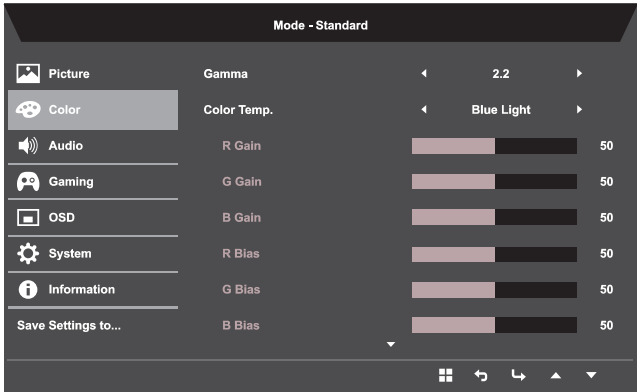 Mode - Standard
Picture
Gamma 2.2
Color
Color Temp. Blue Light
Audio
R Gain 50
Gaming
G Gain 50
OSD
B Gain 50
System
R Bias 50
Information
G Bias 50
Save Settings to...
B Bias 50